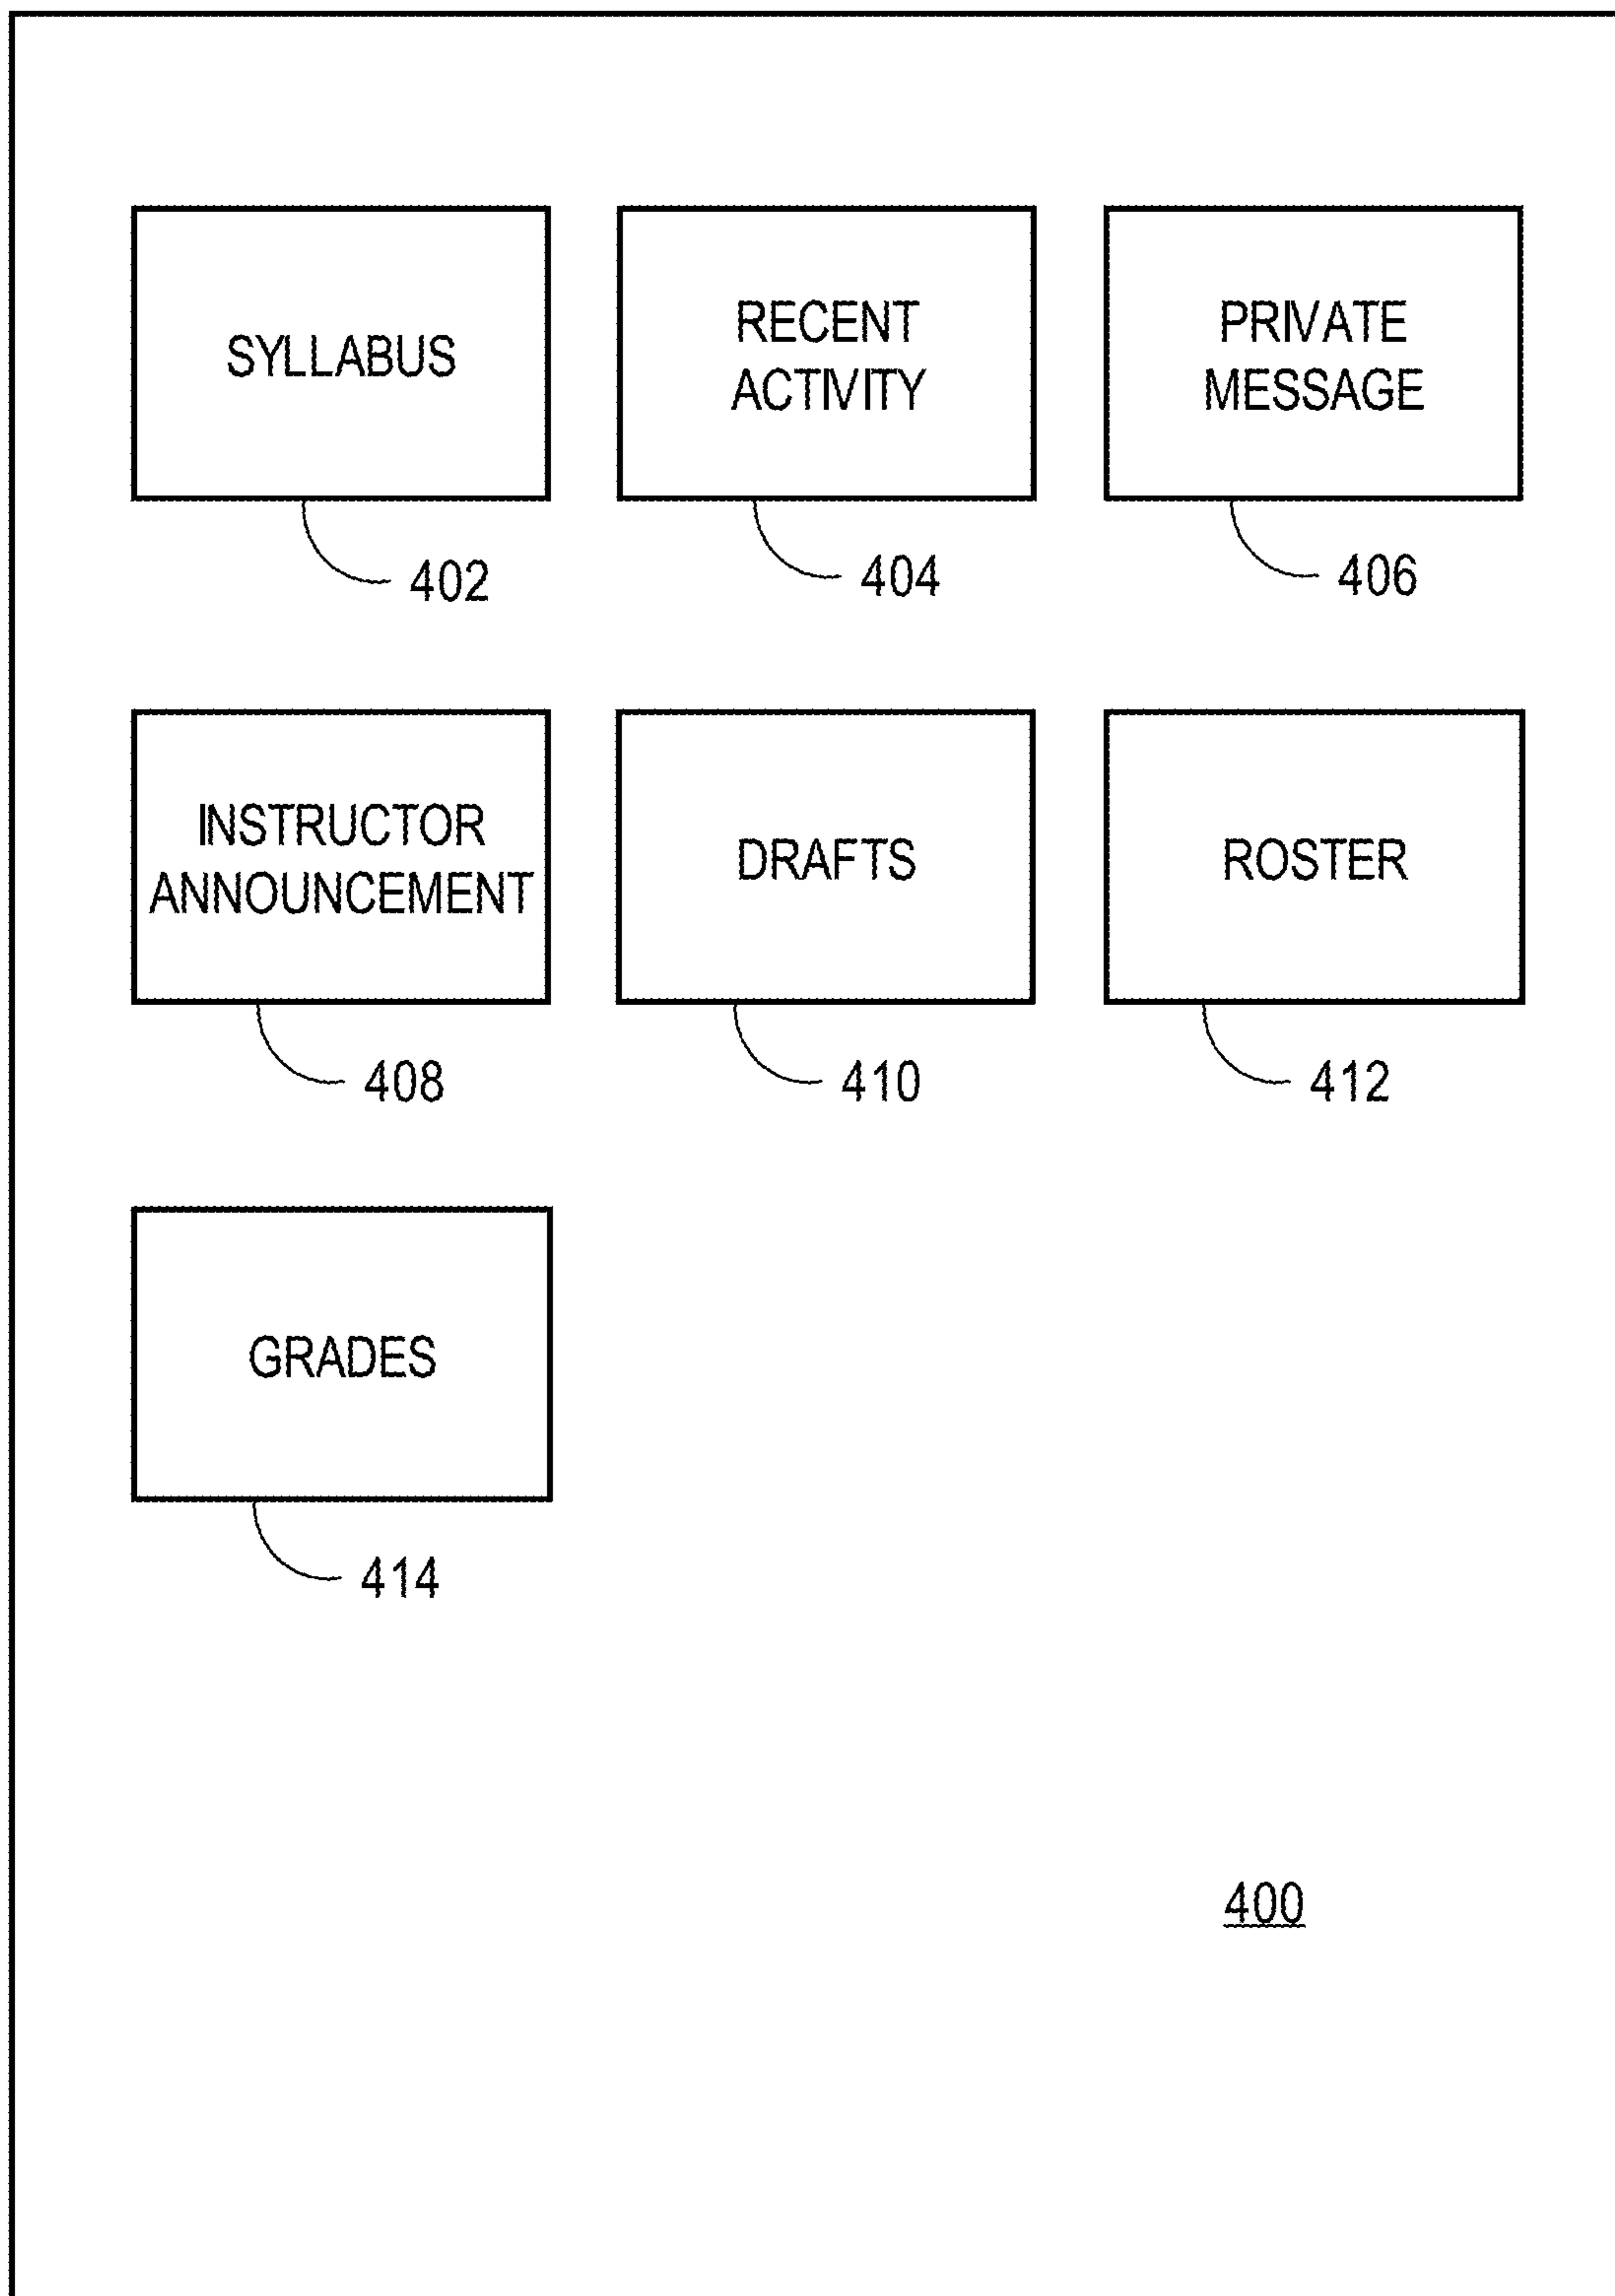 SYLLABUS
402
RECENT
ACTIVITY
404
PRIVATE
MESSAGE
406
INSTRUCTOR
ANNOUNCEMENT
408
DRAFTS
410
ROSTER
412
GRADES
414
400